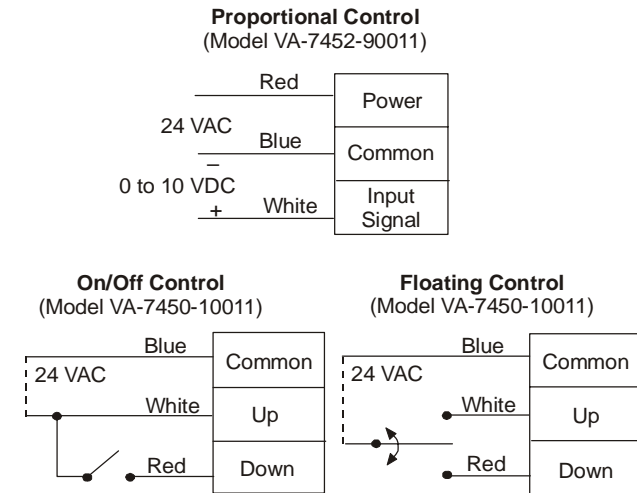 Proportional Control
(Model VA-7452-90011)
Red
Power
24 VAC
Blue
Common
–
0 to 10 VDC
+
White
Input
Signal
On/Off Control
(Model VA-7450-10011)
Blue
Common
24 VAC
White
Up
Red
Down
Floating Control
(Model VA-7450-10011)
Blue
Common
24 VAC
White
Up
Red
Down